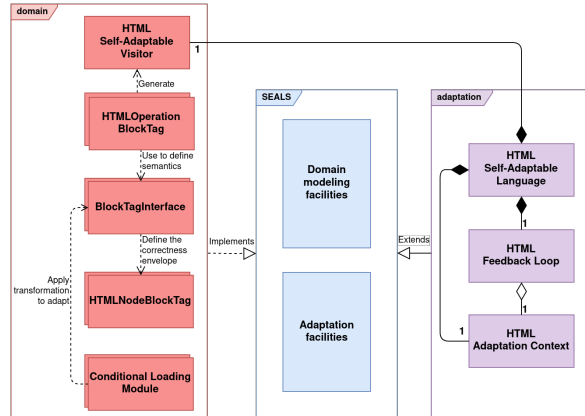 domain
HTML
Self-Adaptable
Visitor
1
Generate
HTMLOperation
BlockTag
Use to define
semantics
BlockTagInterface
Define the
correctness
envelope
Apply
transformation
to adapt
HTMLNodeBlockTag
Conditional Loading
Module
Implements
SEALS
Domain
modeling
facilities
Adaptation
facilities
Extends
adaptation
HTML
Self-Adaptable
Language
1
HTML
Feedback Loop
1
1
HTML
Adaptation Context